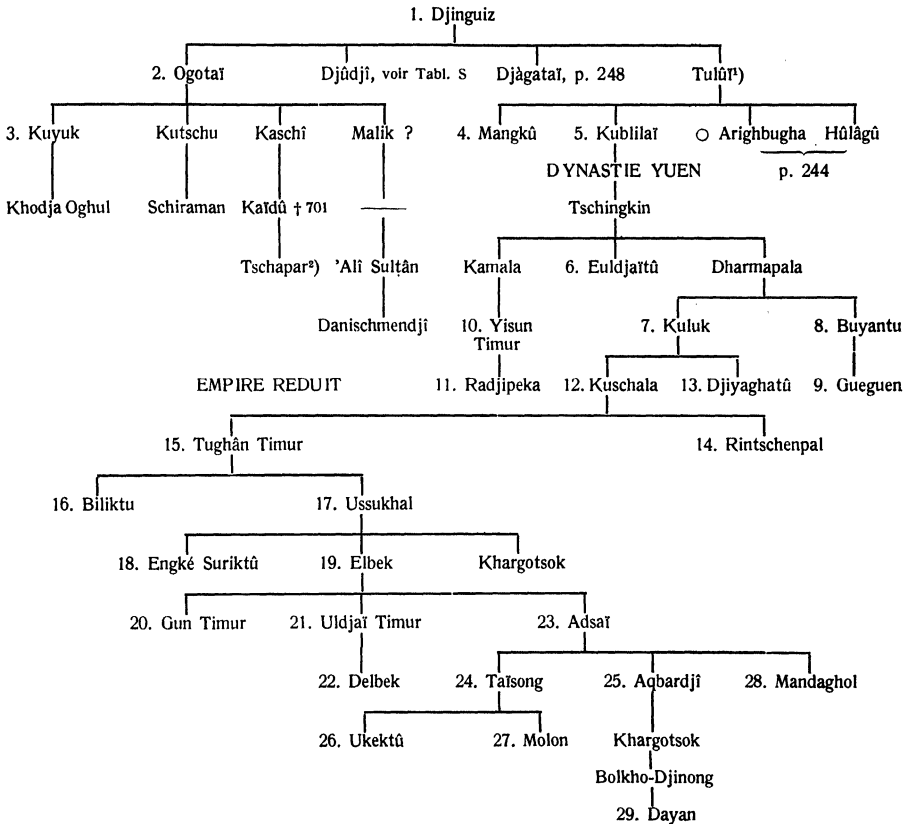 1. Djinguiz
2. Ogotaï Djûdjî, voir Tabl. S Djàgataï, p. 248 Tulûï¹)
3. Kuyuk Kutschu Kaschî Malik ? 4. Mangkû 5. Kublilaï ○ Arighbugha Hûlâgû
DYNASTIE YUEN p. 244
Khodja Oghul Schiraman Kaïdû † 701 Tschingkin
Tschapar²) 'Alî Sulṭân Kamala 6. Euldjaïtû Dharmapala
Danischmendjî 10. Yisun 7. Kuluk 8. Buyantu
Timur
EMPIRE REDUIT 11. Radjipeka 12. Kuschala 13. Djiyaghatû 9. Gueguen
15. Tughân Timur 14. Rintschenpal
16. Biliktu 17. Ussukhal
18. Engké Suriktû 19. Elbek Khargotsok
20. Gun Timur 21. Uldjaï Timur 23. Adsaï
22. Delbek 24. Taïsong 25. Aqbardjî 28. Mandaghol
26. Ukektû 27. Molon Khargotsok
Bolkho-Djinong
29. Dayan